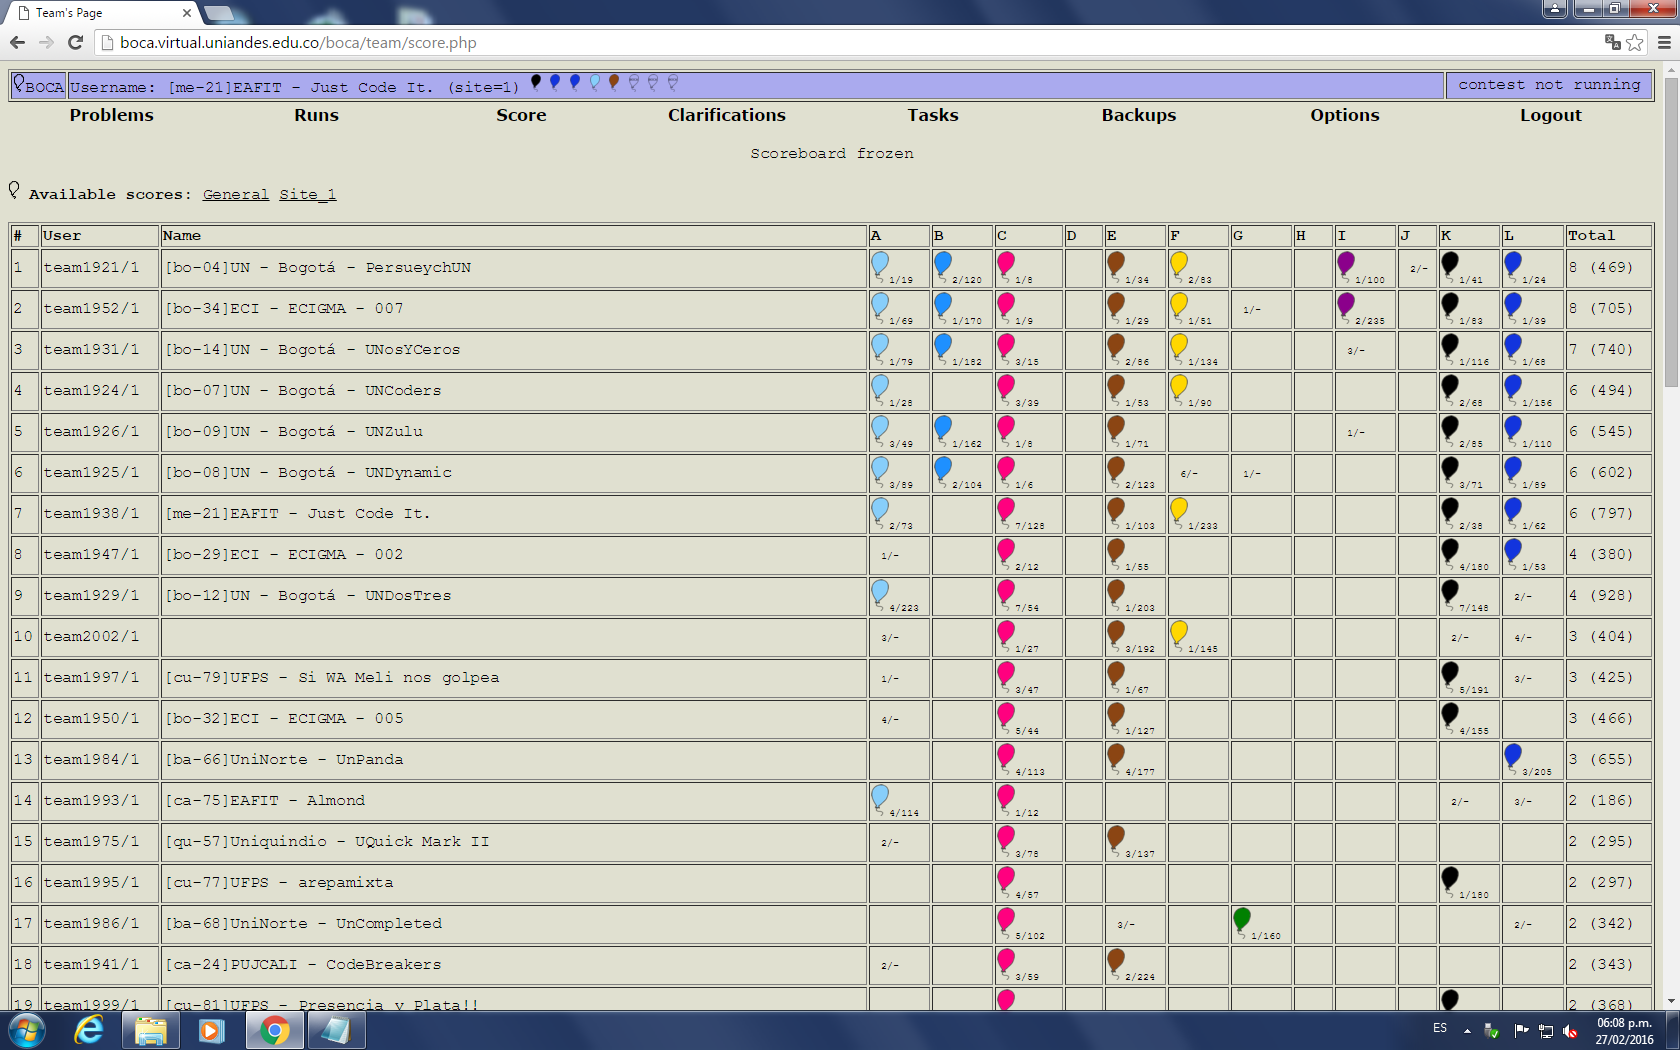 Team's Page
boca.virtual.uniandes.edu.co/boca/team/score.php
BOCA Username: [me-21]EAFIT - Just Code It. (site=1) contest not running
Problems Runs Score Clarifications Tasks Backups Options Logout
Scoreboard frozen
Available scores: General Site_1
# User Name A B C D E F G H I J K L Total
1 team1921/1 [bo-04]UN - Bogotá - PersueychUN 1/19 2/120 1/8 1/34 2/83 1/100 2/- 1/41 1/24 8 (469)
2 team1952/1 [bo-34]ECI - ECIGMA - 007 1/69 1/170 1/9 1/29 1/51 1/- 2/235 1/83 1/39 8 (705)
3 team1931/1 [bo-14]UN - Bogotá - UNosYCeros 1/79 1/182 3/15 2/86 1/134 3/- 1/116 1/68 7 (740)
4 team1924/1 [bo-07]UN - Bogotá - UNCoders 1/28 3/39 1/53 1/90 2/68 1/156 6 (494)
5 team1926/1 [bo-09]UN - Bogotá - UNZulu 3/49 1/162 1/8 1/71 1/- 2/85 1/110 6 (545)
6 team1925/1 [bo-08]UN - Bogotá - UNDynamic 3/89 2/104 1/6 2/123 6/- 1/- 3/71 1/89 6 (602)
7 team1938/1 [me-21]EAFIT - Just Code It. 2/73 7/128 1/103 1/233 2/38 1/62 6 (797)
8 team1947/1 [bo-29]ECI - ECIGMA - 002 1/- 2/12 1/55 4/180 1/53 4 (380)
9 team1929/1 [bo-12]UN - Bogotá - UNDosTres 4/223 7/54 1/203 7/148 2/- 4 (928)
10 team2002/1 3/- 1/27 3/192 1/145 2/- 4/- 3 (404)
11 team1997/1 [cu-79]UFPS - Si WA Meli nos golpea 1/- 3/47 1/67 5/191 3/- 3 (425)
12 team1950/1 [bo-32]ECI - ECIGMA - 005 4/- 5/44 1/127 4/155 3 (466)
13 team1984/1 [ba-66]UniNorte - UnPanda 4/113 4/177 3/205 3 (655)
14 team1993/1 [ca-75]EAFIT - Almond 4/114 1/12 2/- 3/- 2 (186)
15 team1975/1 [qu-57]Uniquindio - UQuick Mark II 2/- 3/78 3/137 2 (295)
16 team1995/1 [cu-77]UFPS - arepamixta 4/57 1/180 2 (297)
17 team1986/1 [ba-68]UniNorte - UnCompleted 5/102 3/- 1/160 2/- 2 (342)
18 team1941/1 [ca-24]PUJCALI - CodeBreakers 2/- 3/59 2/224 2 (343)
19 team1999/1 [cu-81]UFPS - Presencia y Plata!! 2 (368)
ES 06:08 p.m.
27/02/2016